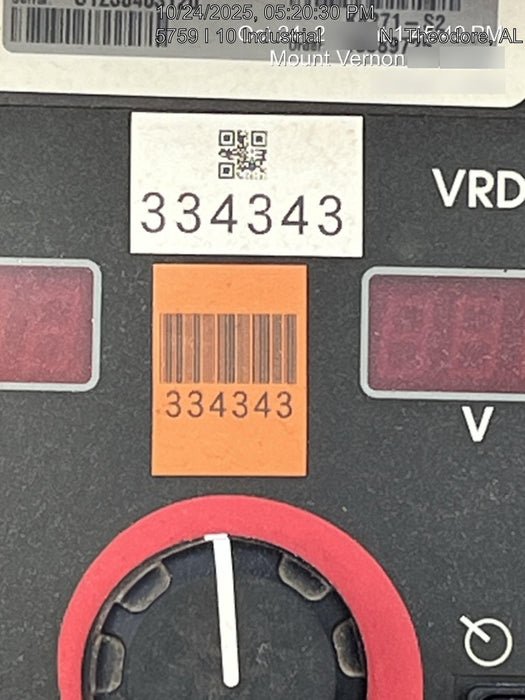 10/24/2025, 05:20:30 PM
5759 I 10 Industrial
N, Theodore, AL
Mount Vernon
334343
VRD
334343
V